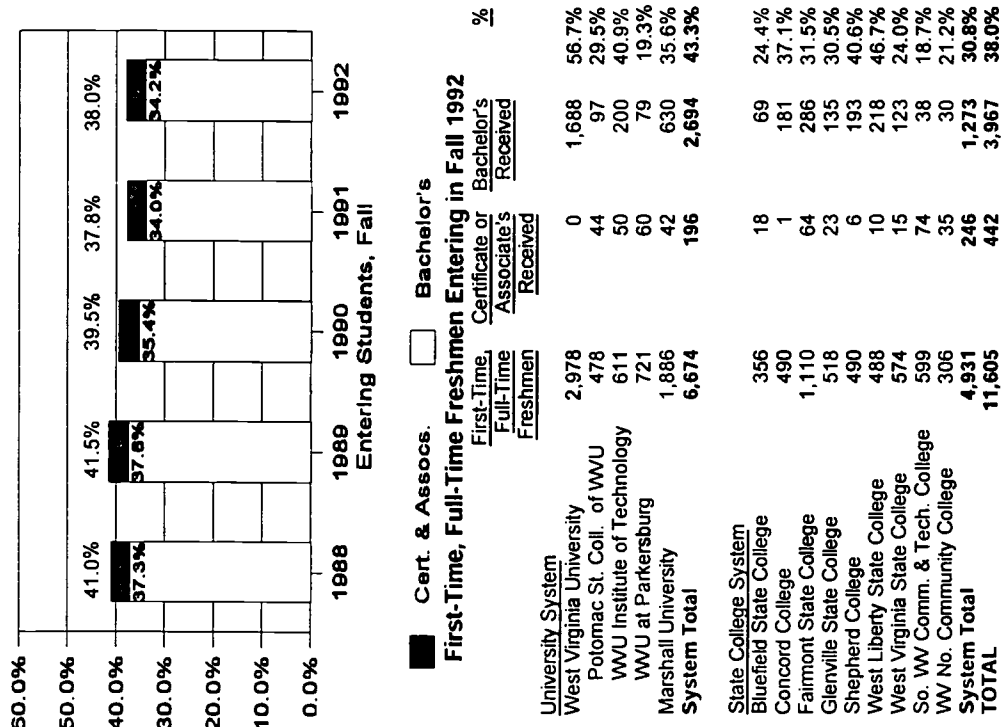 60.0%
50.0%
40.0%
30.0%
20.0%
10.0%
0.0%
41.0% 41.5% 39.5% 37.8% 38.0%
37.3% 37.8% 35.4% 34.0% 34.2%
1988 1989 1990 1991 1992
Entering Students, Fall
Cert. & Assocs. Bachelor's
First-Time, Full-Time Freshmen Entering in Fall 1992
First-Time, Certificate or
Full-Time Associate's Bachelor's
Freshmen Received Received %
University System
West Virginia University 2,978 0 1,688 56.7%
Potomac St. Coll. of WVU 478 44 97 29.5%
WVU Institute of Technology 611 50 200 40.9%
WVU at Parkersburg 721 60 79 19.3%
Marshall University 1,886 42 630 35.6%
System Total 6,674 196 2,694 43.3%
State College System
Bluefield State College 356 18 69 24.4%
Concord College 490 1 181 37.1%
Fairmont State College 1,110 64 286 31.5%
Glenville State College 518 23 135 30.5%
Shepherd College 490 6 193 40.6%
West Liberty State College 488 10 218 46.7%
West Virginia State College 574 15 123 24.0%
So. WV Comm. & Tech. College 599 74 38 18.7%
WV No. Community College 306 35 30 21.2%
System Total 4,931 246 1,273 30.8%
TOTAL 11,605 442 3,967 38.0%